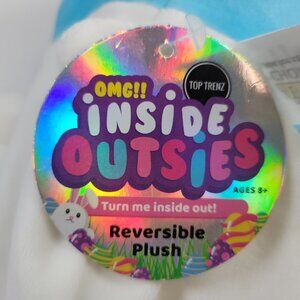 OMG!!
TOP TRENZ
INSIDE
OUTSIES
AGES 8+
Turn me inside out!
Reversible
Plush